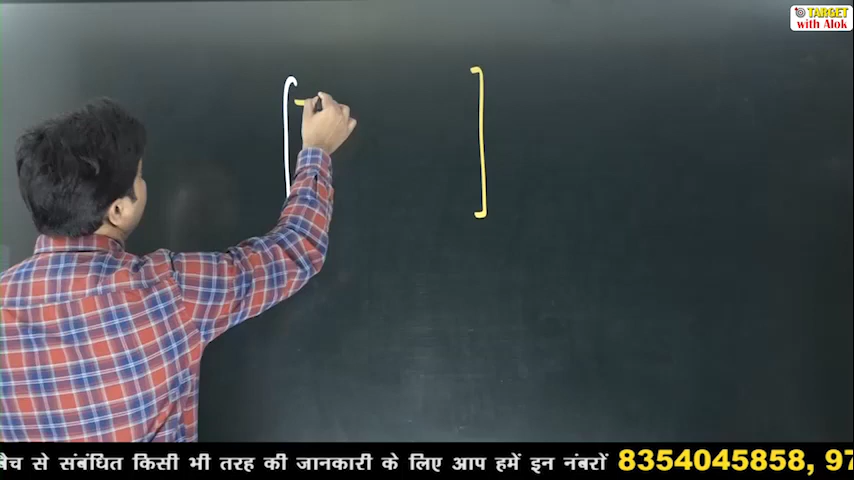 TARGET
with Alok
बैच से संबंधित किसी भी तरह की जानकारी के लिए आप हमें इन नंबरों 8354045858, 97